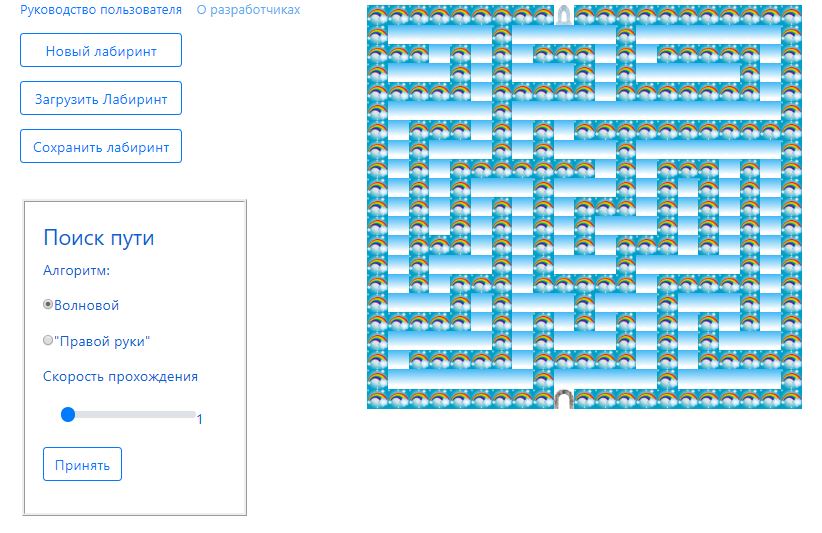 Руководство пользователя О разработчиках
Новый лабиринт
Загрузить Лабиринт
Сохранить лабиринт
Поиск пути
Алгоритм:
Волновой
"Правой руки"
Скорость прохождения
1
Принять